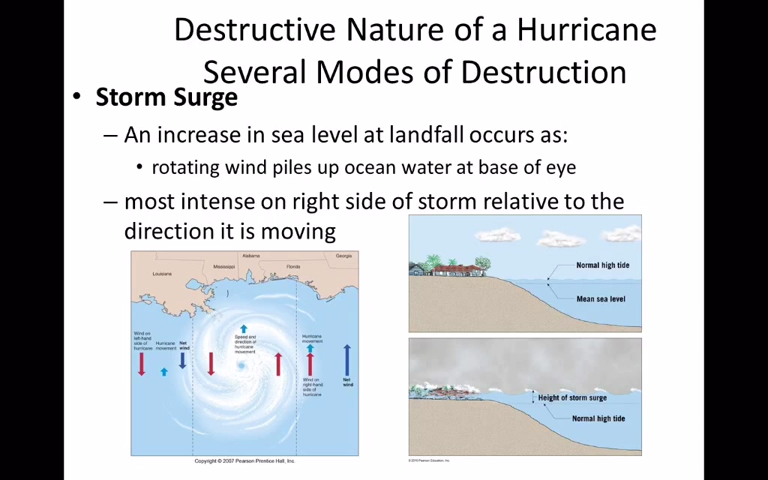 Destructive Nature of a Hurricane
Several Modes of Destruction
• Storm Surge
– An increase in sea level at landfall occurs as:
• rotating wind piles up ocean water at base of eye
– most intense on right side of storm relative to the
direction it is moving
Louisiana
Mississippi
Alabama
Florida
Georgia
Wind on
left-hand
side of
hurricane
Hurricane
movement
Net
wind
Speed and
direction of
hurricane
movement
Hurricane
movement
Wind on
right-hand
side of
hurricane
Net
wind
Copyright © 2007 Pearson Prentice Hall, Inc.
Normal high tide
Mean sea level
Height of storm surge
Normal high tide
© 2010 Pearson Education, Inc.